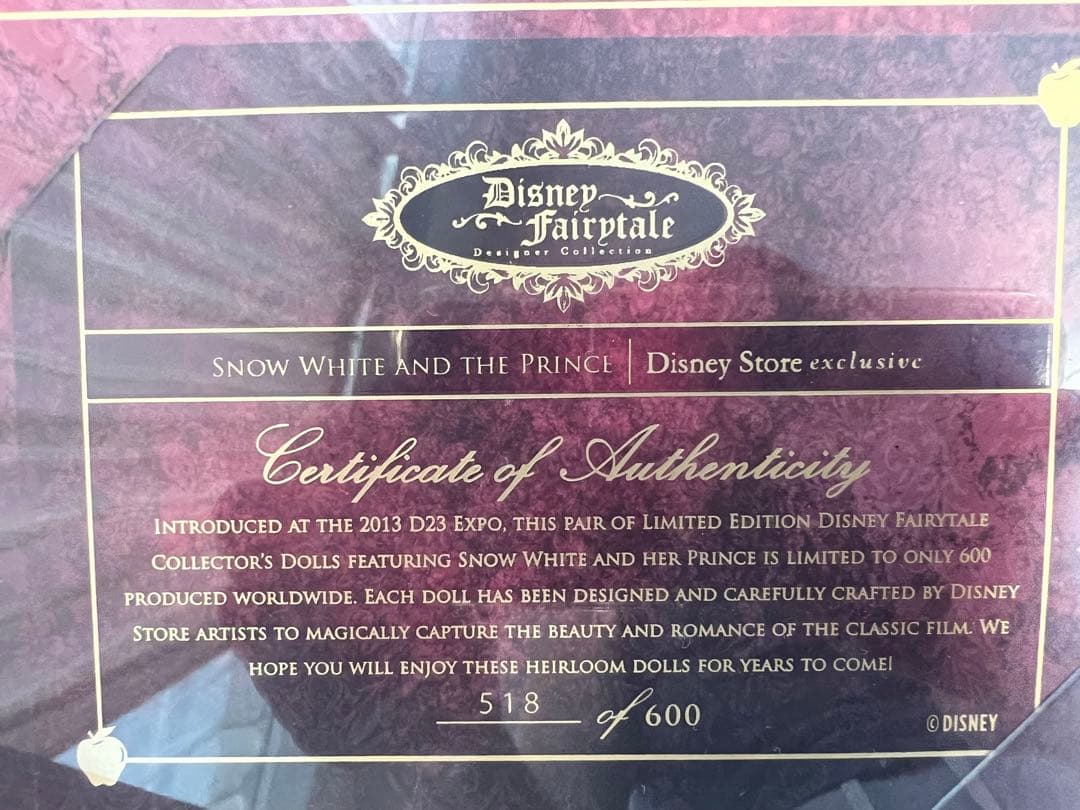 Disney
Fairytale
Designer Collection
SNOW WHITE AND THE PRINCE | Disney Store exclusive
Certificate of Authenticity
INTRODUCED AT THE 2013 D23 EXPO, THIS PAIR OF LIMITED EDITION DISNEY FAIRYTALE
COLLECTOR'S DOLLS FEATURING SNOW WHITE AND HER PRINCE IS LIMITED TO ONLY 600
PRODUCED WORLDWIDE. EACH DOLL HAS BEEN DESIGNED AND CAREFULLY CRAFTED BY DISNEY
STORE ARTISTS TO MAGICALLY CAPTURE THE BEAUTY AND ROMANCE OF THE CLASSIC FILM. WE
HOPE YOU WILL ENJOY THESE HEIRLOOM DOLLS FOR YEARS TO COME!
518 of 600
© DISNEY